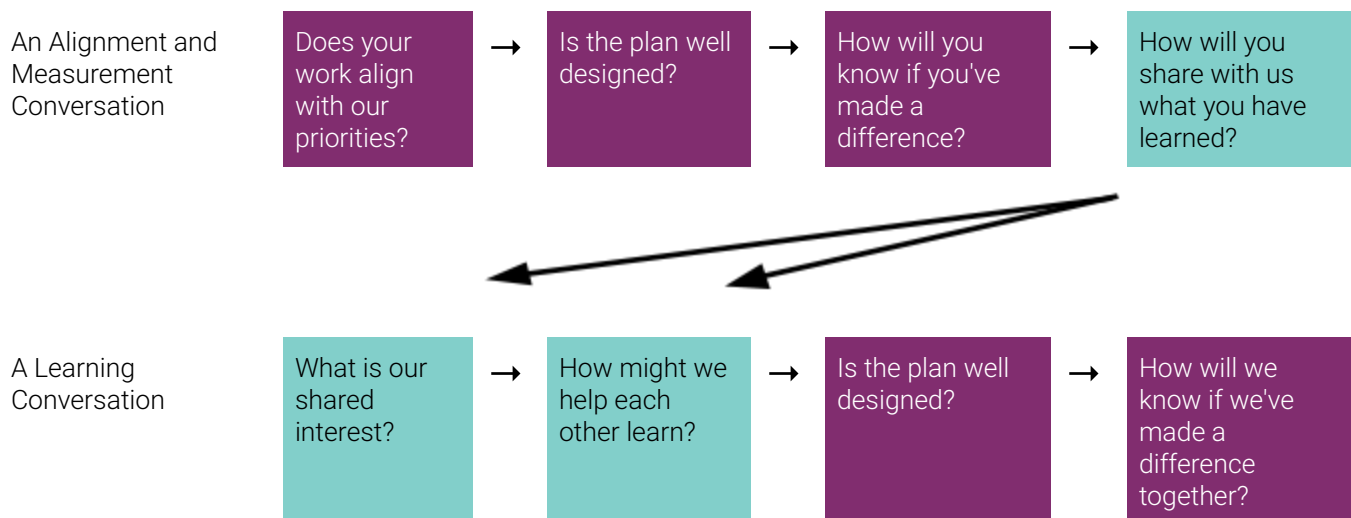 An Alignment and
Measurement
Conversation
Does your
work align
with our
priorities?
→
Is the plan well
designed?
→
How will you
know if you've
made a
difference?
→
How will you
share with us
what you have
learned?
A Learning
Conversation
What is our
shared
interest?
→
How might we
help each
other learn?
→
Is the plan well
designed?
→
How will we
know if we've
made a
difference
together?